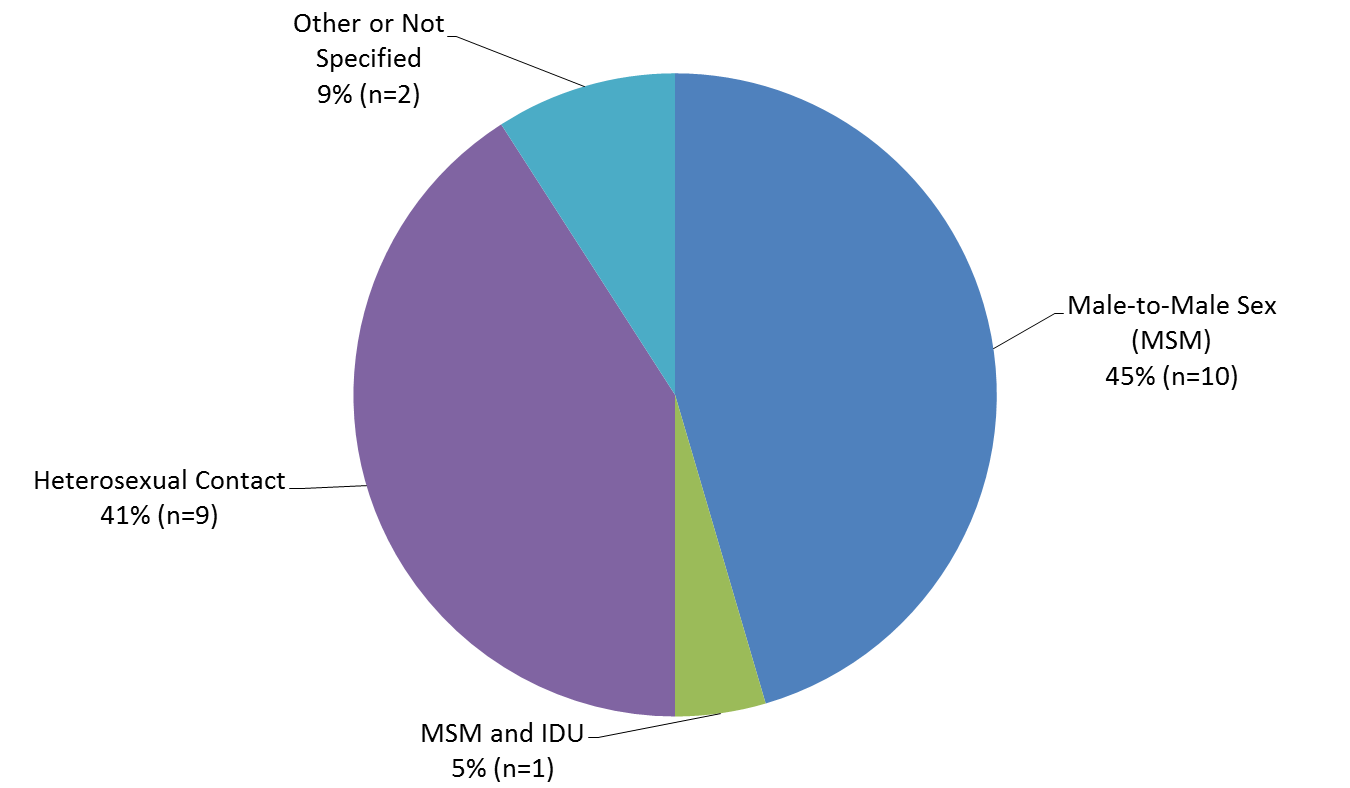 Other or Not
Specified
9% (n=2)
Male-to-Male Sex
(MSM)
45% (n=10)
Heterosexual Contact
41% (n=9)
MSM and IDU
5% (n=1)